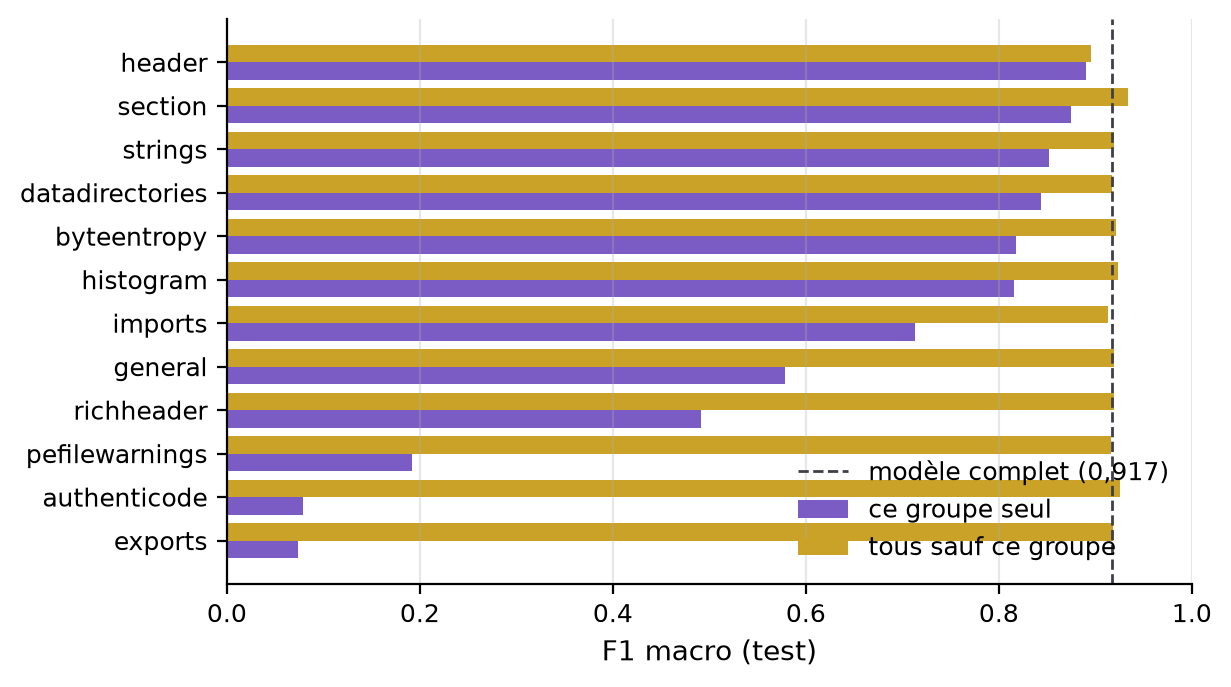 header
section
strings
datadirectories
byteentropy
histogram
imports
general
richheader
pefilewarnings
authenticode
exports
modèle complet (0,917)
ce groupe seul
tous sauf ce groupe
0.0 0.2 0.4 0.6 0.8 1.0
F1 macro (test)